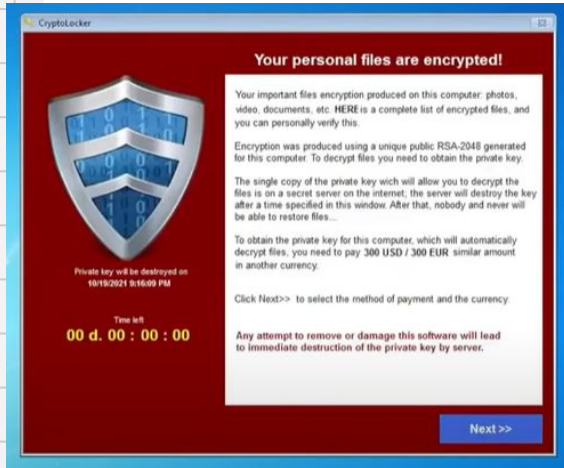 CryptoLocker
Your personal files are encrypted!
Your important files encryption produced on this computer: photos,
video, documents, etc. HERE is a complete list of encrypted files, and
you can personally verify this.
Encryption was produced using a unique public RSA-2048 generated
for this computer. To decrypt files you need to obtain the private key.
The single copy of the private key wich will allow you to decrypt the
files is on a secret server on the internet; the server will destroy the key
after a time specified in this window. After that, nobody and never will
be able to restore files...
To obtain the private key for this computer, which will automatically
decrypt files, you need to pay 300 USD / 300 EUR similar amount
in another currency.
Click Next>> to select the method of payment and the currency.
Any attempt to remove or damage this software will lead
to immediate destruction of the private key by server.
Private key will be destroyed on
10/19/2021 9:16:09 PM
Time left
00 d. 00 : 00 : 00
Next >>